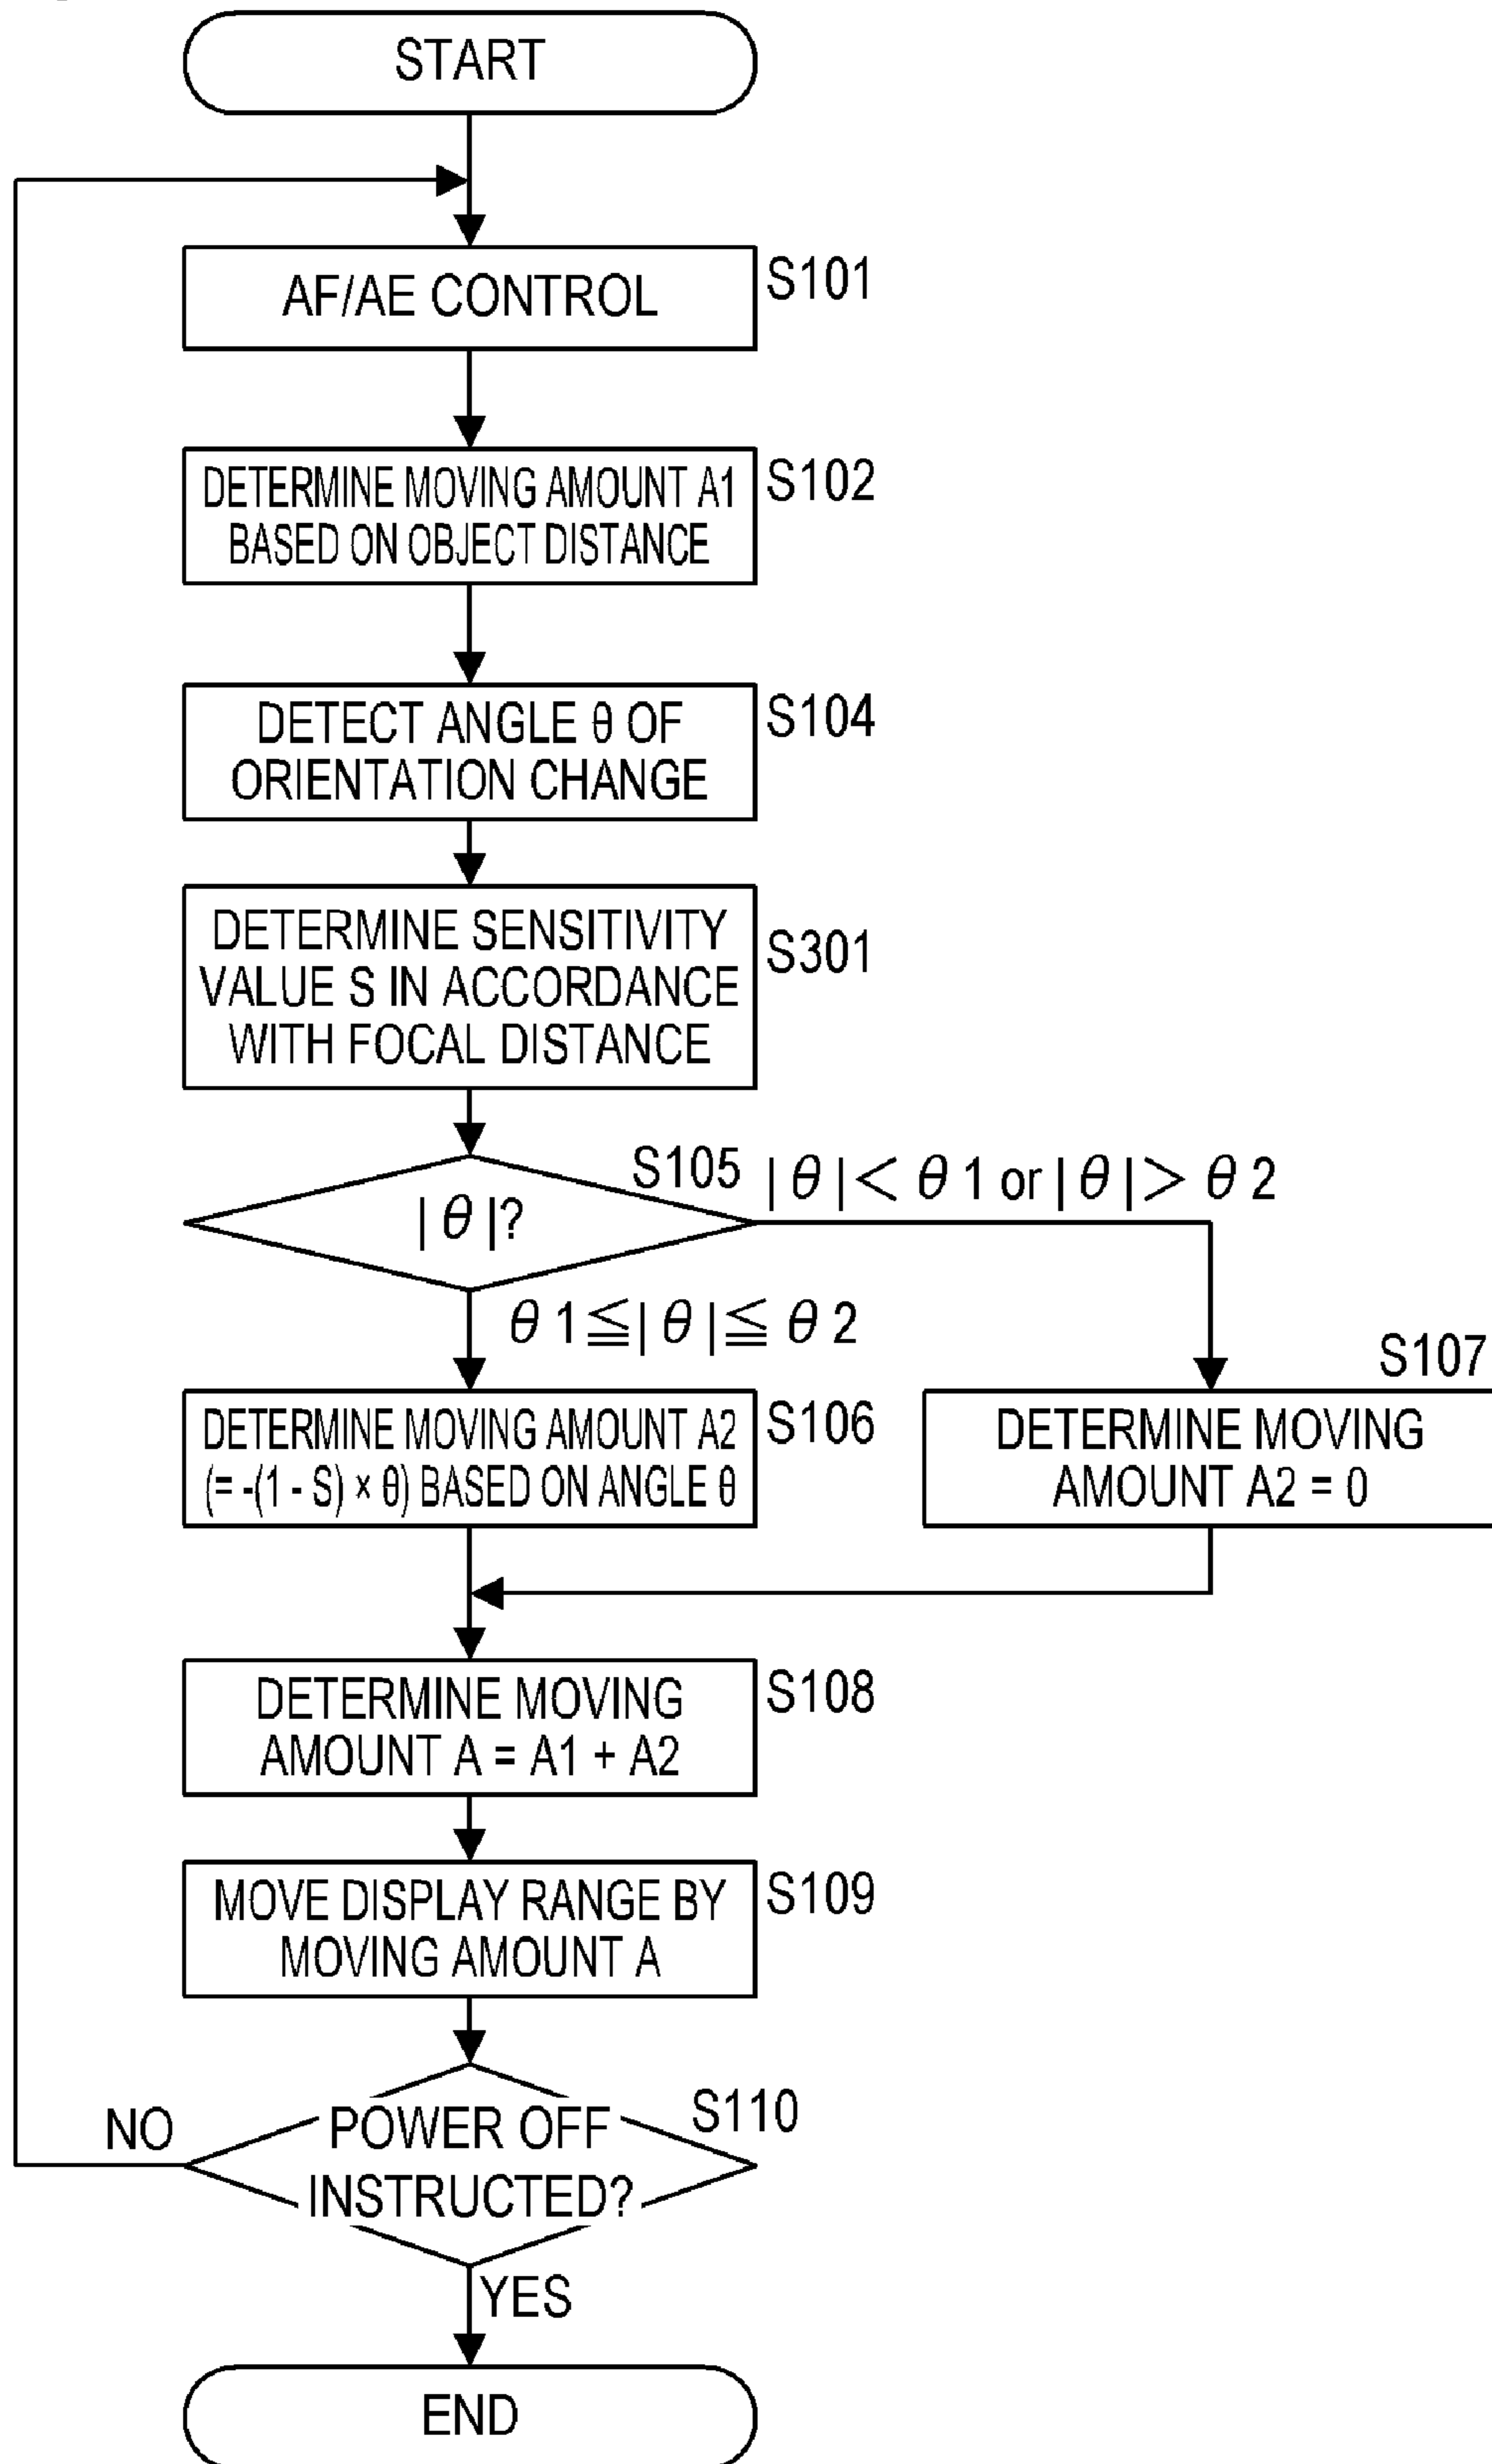 START
AF/AE CONTROL
S101
DETERMINE MOVING AMOUNT A1
BASED ON OBJECT DISTANCE
S102
DETECT ANGLE θ OF
ORIENTATION CHANGE
S104
DETERMINE SENSITIVITY
VALUE S IN ACCORDANCE
WITH FOCAL DISTANCE
S301
|θ|?
S105
|θ|< θ1 or |θ|> θ2
θ1≦|θ|≦ θ2
DETERMINE MOVING AMOUNT A2
(= -(1 - S) × θ) BASED ON ANGLE θ
S106
S107
DETERMINE MOVING
AMOUNT A2 = 0
DETERMINE MOVING
AMOUNT A = A1 + A2
S108
MOVE DISPLAY RANGE BY
MOVING AMOUNT A
S109
POWER OFF
INSTRUCTED?
S110
NO
YES
END